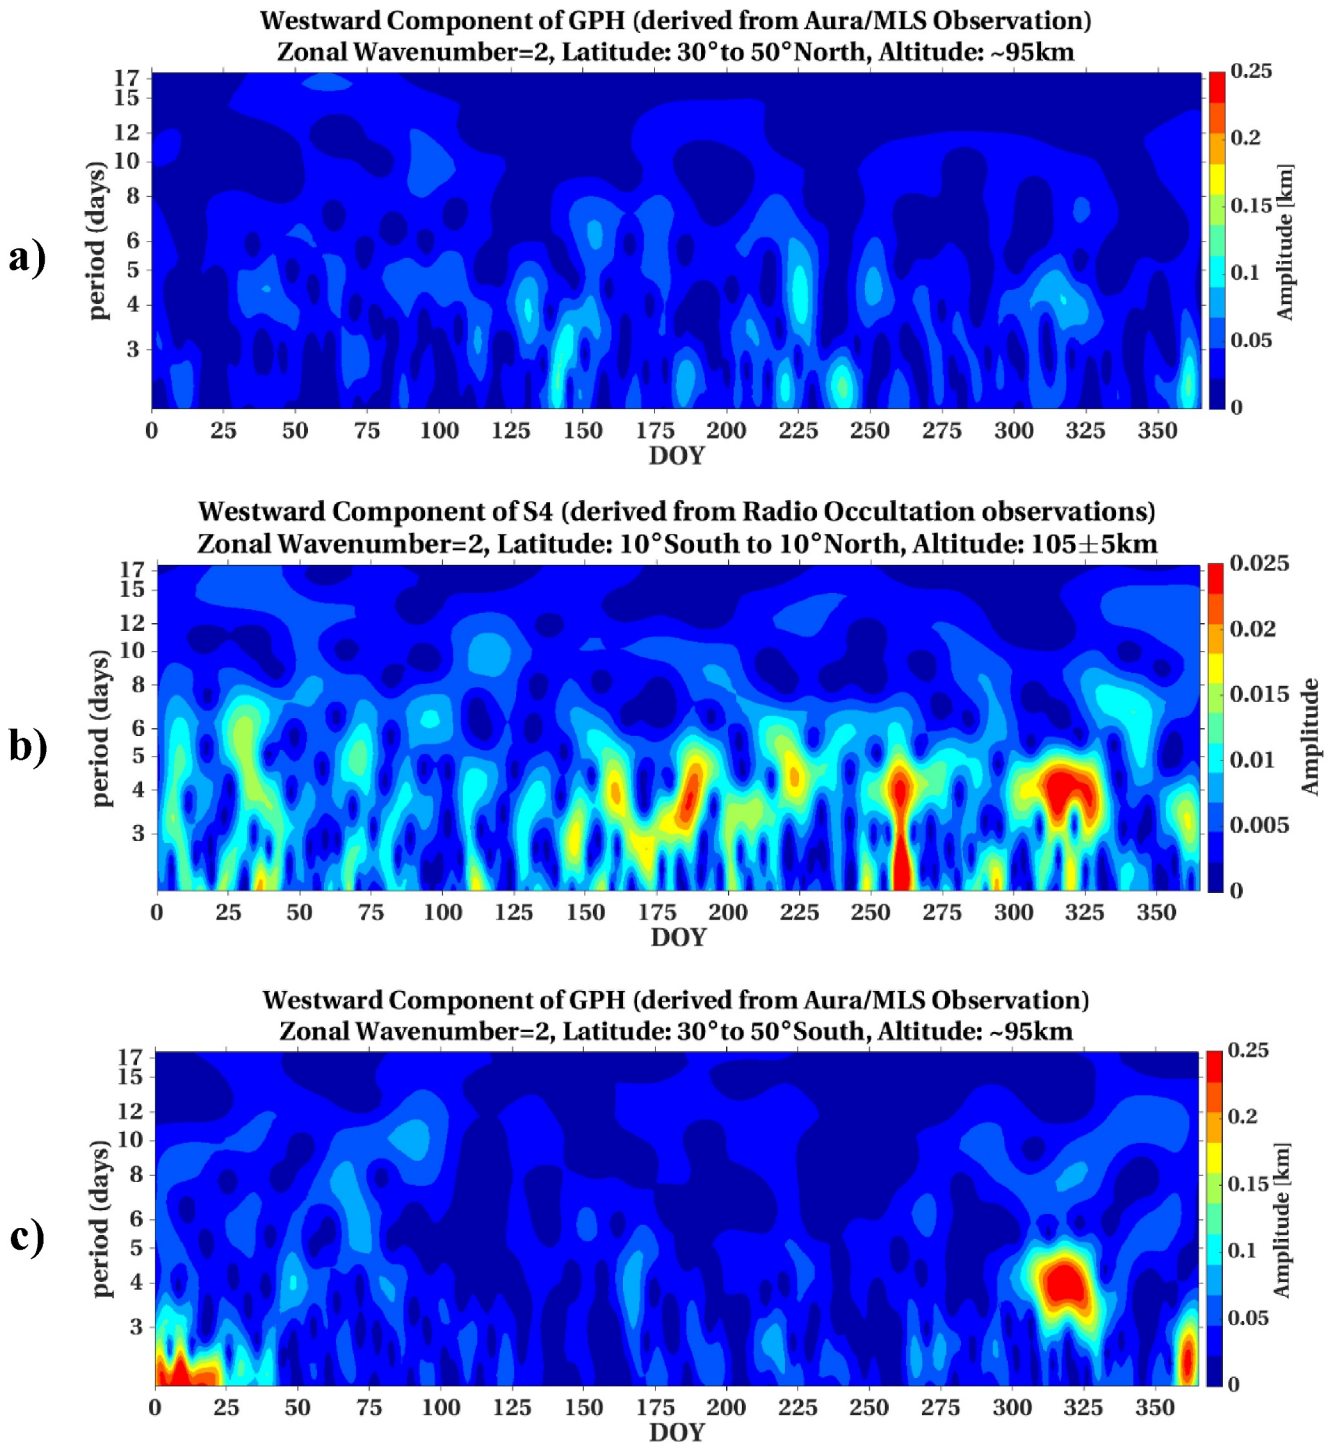 Westward Component of GPH (derived from Aura/MLS Observation)
Zonal Wavenumber=2, Latitude: 30°to 50°North, Altitude: ~95km
a)
period (days)
17
15
12
10
8
6
5
4
3
0 25 50 75 100 125 150 175 200 225 250 275 300 325 350
DOY
0.25
0.2
0.15
0.1
0.05
0
Amplitude [km]
Westward Component of S4 (derived from Radio Occultation observations)
Zonal Wavenumber=2, Latitude: 10°South to 10°North, Altitude: 105±5km
b)
period (days)
17
15
12
10
8
6
5
4
3
0 25 50 75 100 125 150 175 200 225 250 275 300 325 350
DOY
0.025
0.02
0.015
0.01
0.005
0
Amplitude
Westward Component of GPH (derived from Aura/MLS Observation)
Zonal Wavenumber=2, Latitude: 30°to 50°South, Altitude: ~95km
c)
period (days)
17
15
12
10
8
6
5
4
3
0 25 50 75 100 125 150 175 200 225 250 275 300 325 350
DOY
0.25
0.2
0.15
0.1
0.05
0
Amplitude [km]